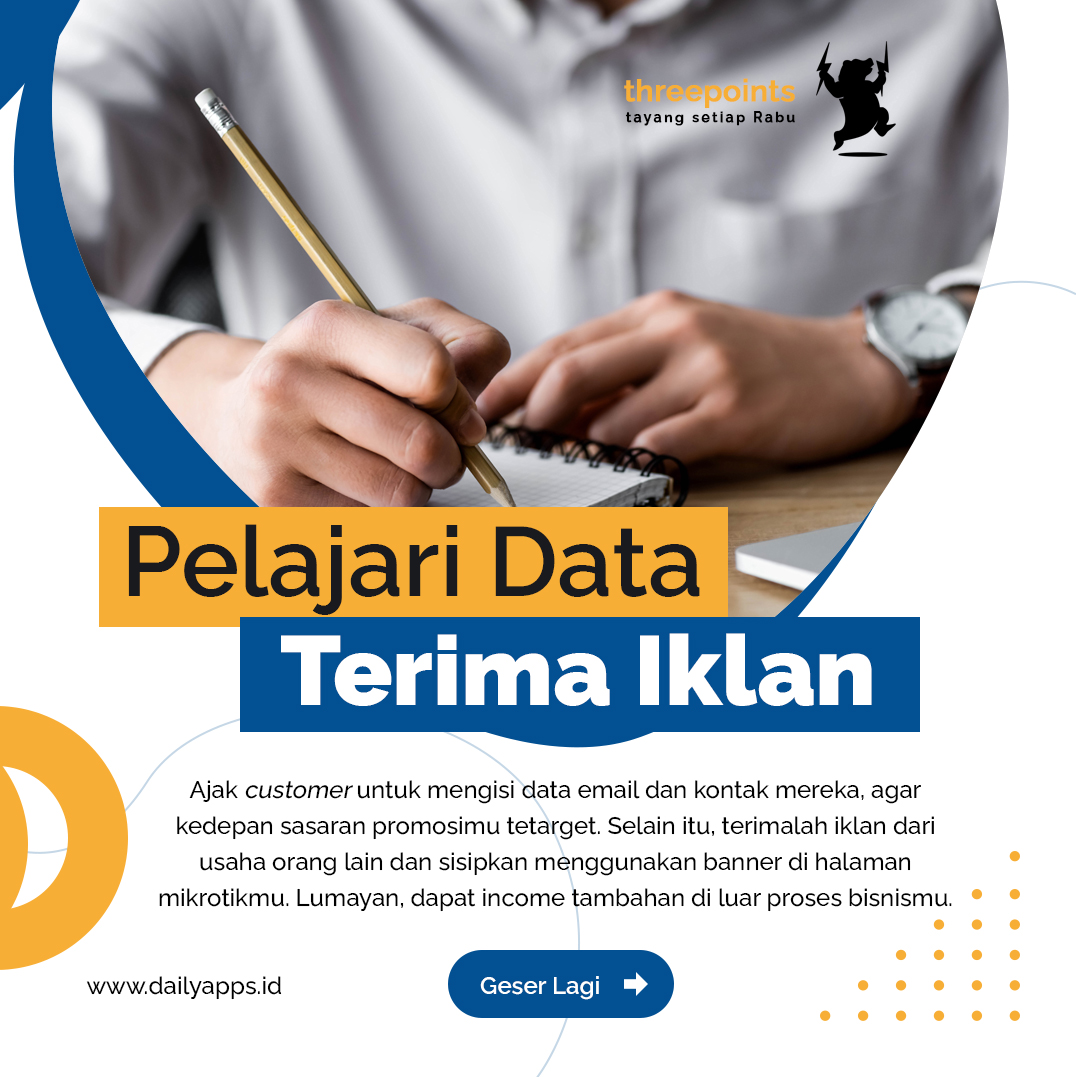 threepoints
tayang setiap Rabu
Pelajari Data
Terima Iklan
Ajak customer untuk mengisi data email dan kontak mereka, agar
kedepan sasaran promosimu tetarget. Selain itu, terimalah iklan dari
usaha orang lain dan sisipkan menggunakan banner di halaman
mikrotikmu. Lumayan, dapat income tambahan di luar proses bisnismu.
www.dailyapps.id
Geser Lagi